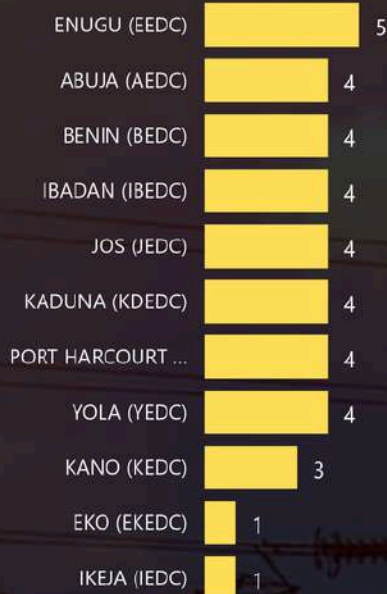 ENUGU (EEDC) 5
ABUJA (AEDC) 4
BENIN (BEDC) 4
IBADAN (IBEDC) 4
JOS (JEDC) 4
KADUNA (KDEDC) 4
PORT HARCOURT ... 4
YOLA (YEDC) 4
KANO (KEDC) 3
EKO (EKEDC) 1
IKEJA (IEDC) 1